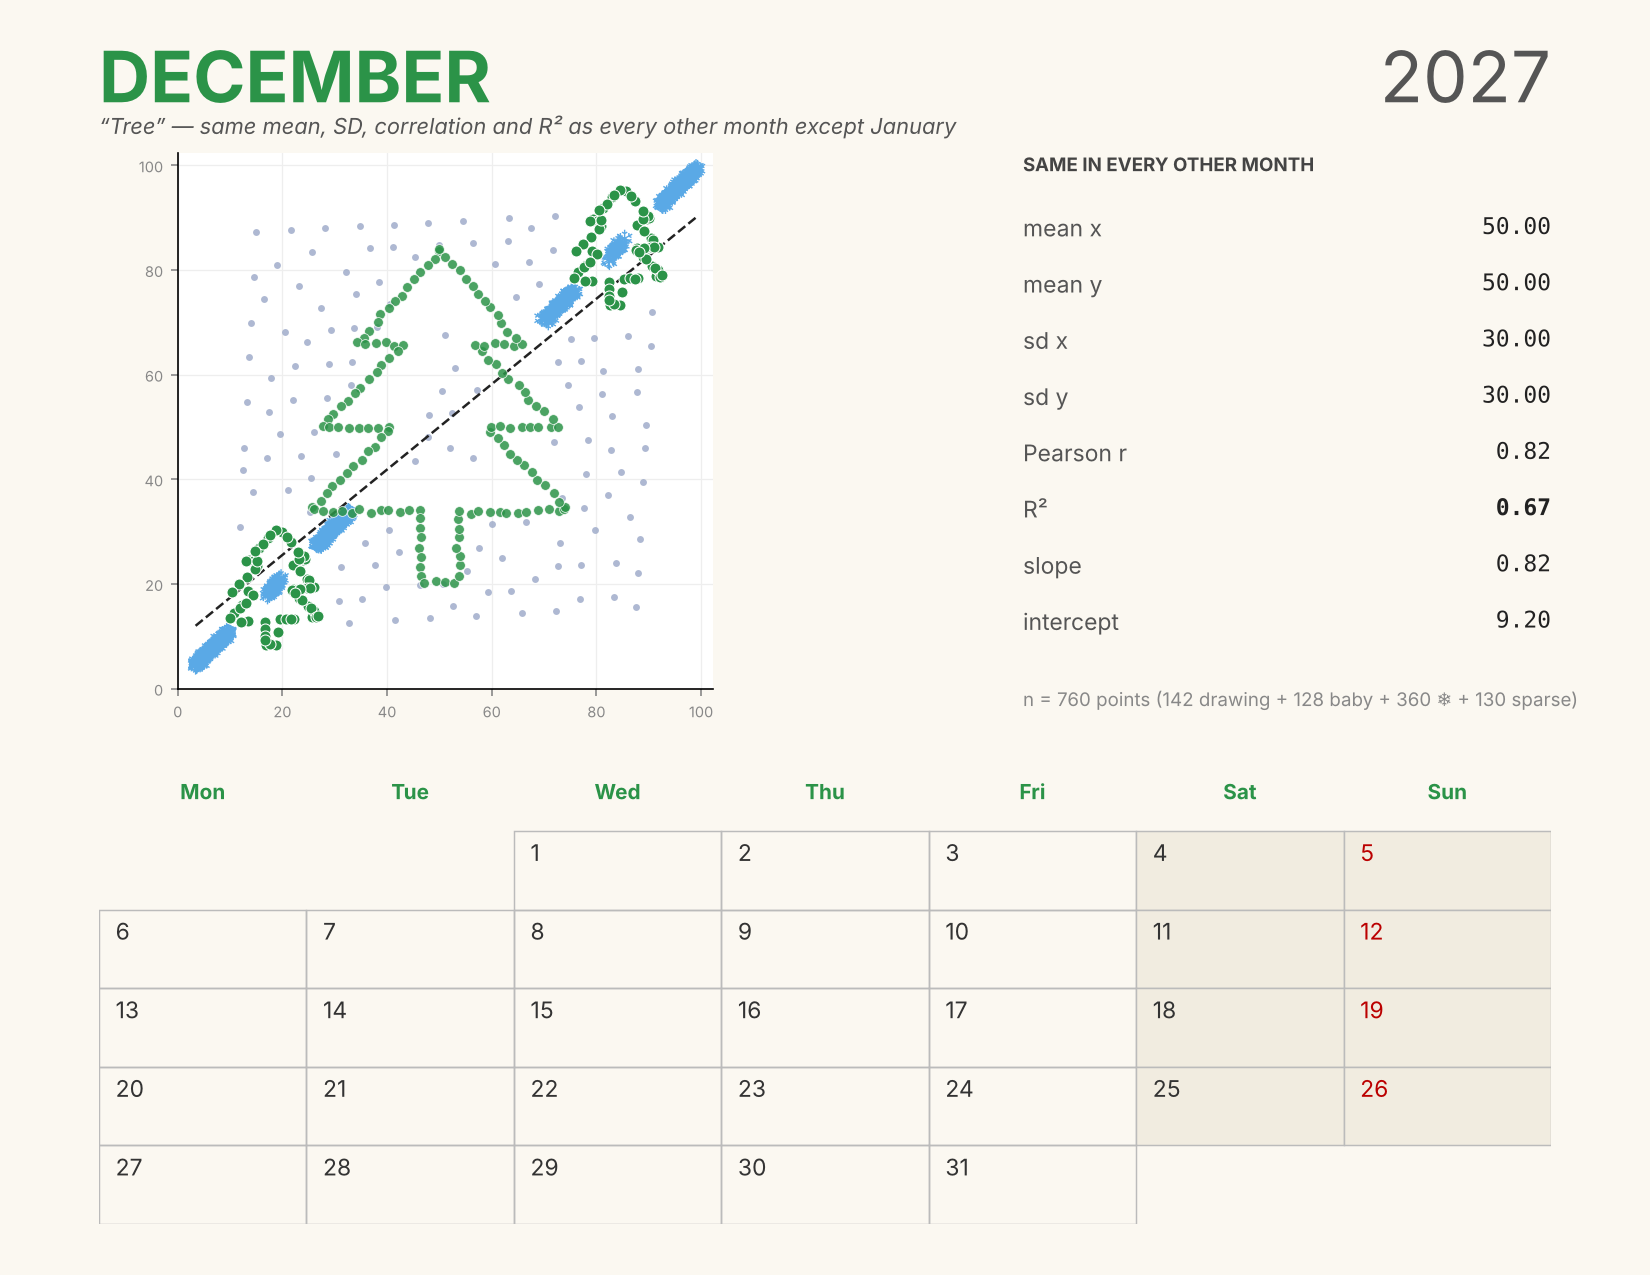 DECEMBER 2027
“Tree” — same mean, SD, correlation and R² as every other month except January
100
80
60
40
20
0
0 20 40 60 80 100
SAME IN EVERY OTHER MONTH
mean x 50.00
mean y 50.00
sd x 30.00
sd y 30.00
Pearson r 0.82
R² 0.67
slope 0.82
intercept 9.20
n = 760 points (142 drawing + 128 baby + 360 ❄ + 130 sparse)
Mon Tue Wed Thu Fri Sat Sun
1 2 3 4 5
6 7 8 9 10 11 12
13 14 15 16 17 18 19
20 21 22 23 24 25 26
27 28 29 30 31